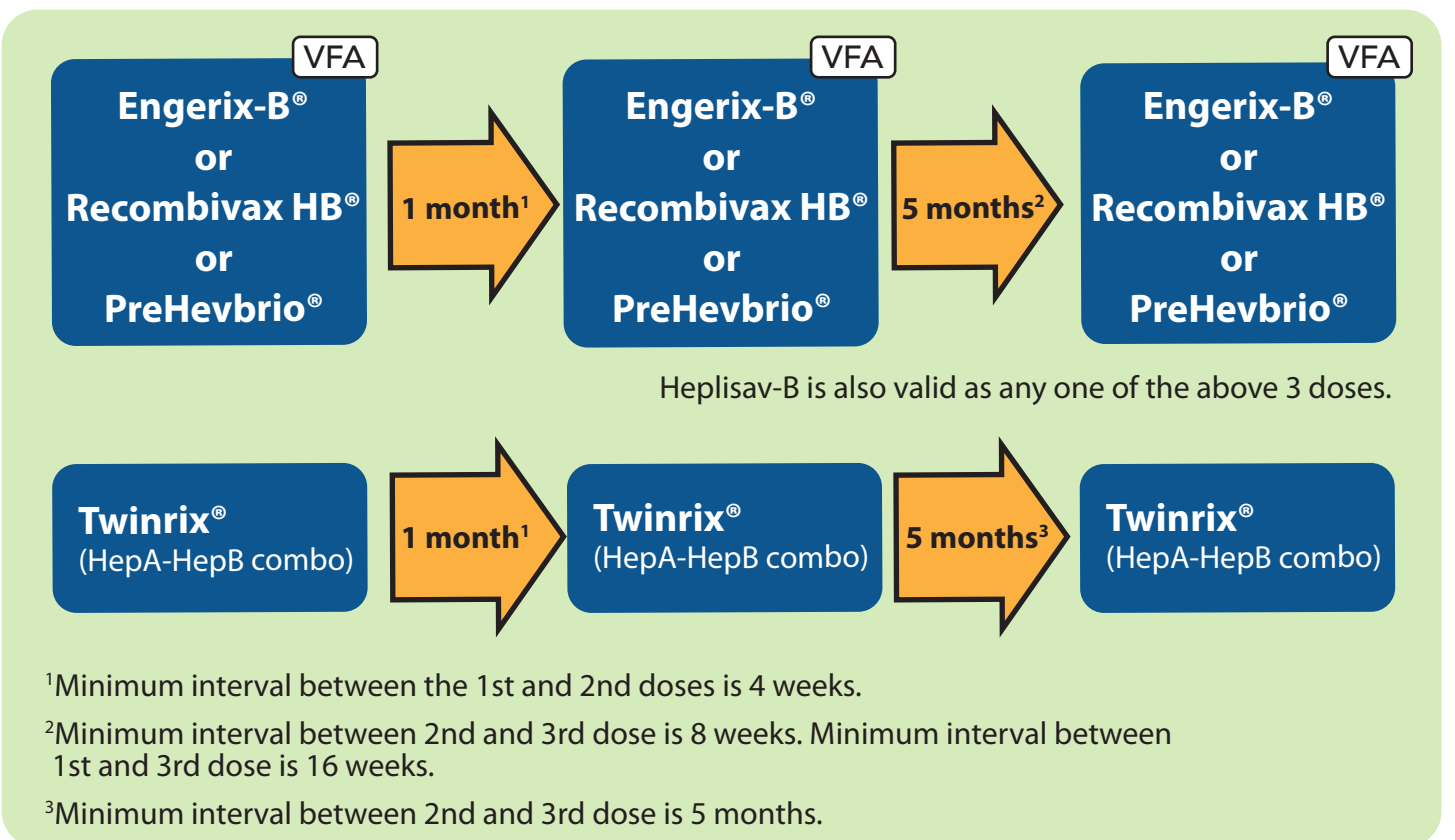 VFA
Engerix-B®
or
Recombivax HB®
or
PreHevbrio®
1 month¹
VFA
Engerix-B®
or
Recombivax HB®
or
PreHevbrio®
5 months²
VFA
Engerix-B®
or
Recombivax HB®
or
PreHevbrio®
Heplisav-B is also valid as any one of the above 3 doses.
Twinrix®
(HepA-HepB combo)
1 month¹
Twinrix®
(HepA-HepB combo)
5 months³
Twinrix®
(HepA-HepB combo)
¹Minimum interval between the 1st and 2nd doses is 4 weeks.
²Minimum interval between 2nd and 3rd dose is 8 weeks. Minimum interval between
1st and 3rd dose is 16 weeks.
³Minimum interval between 2nd and 3rd dose is 5 months.